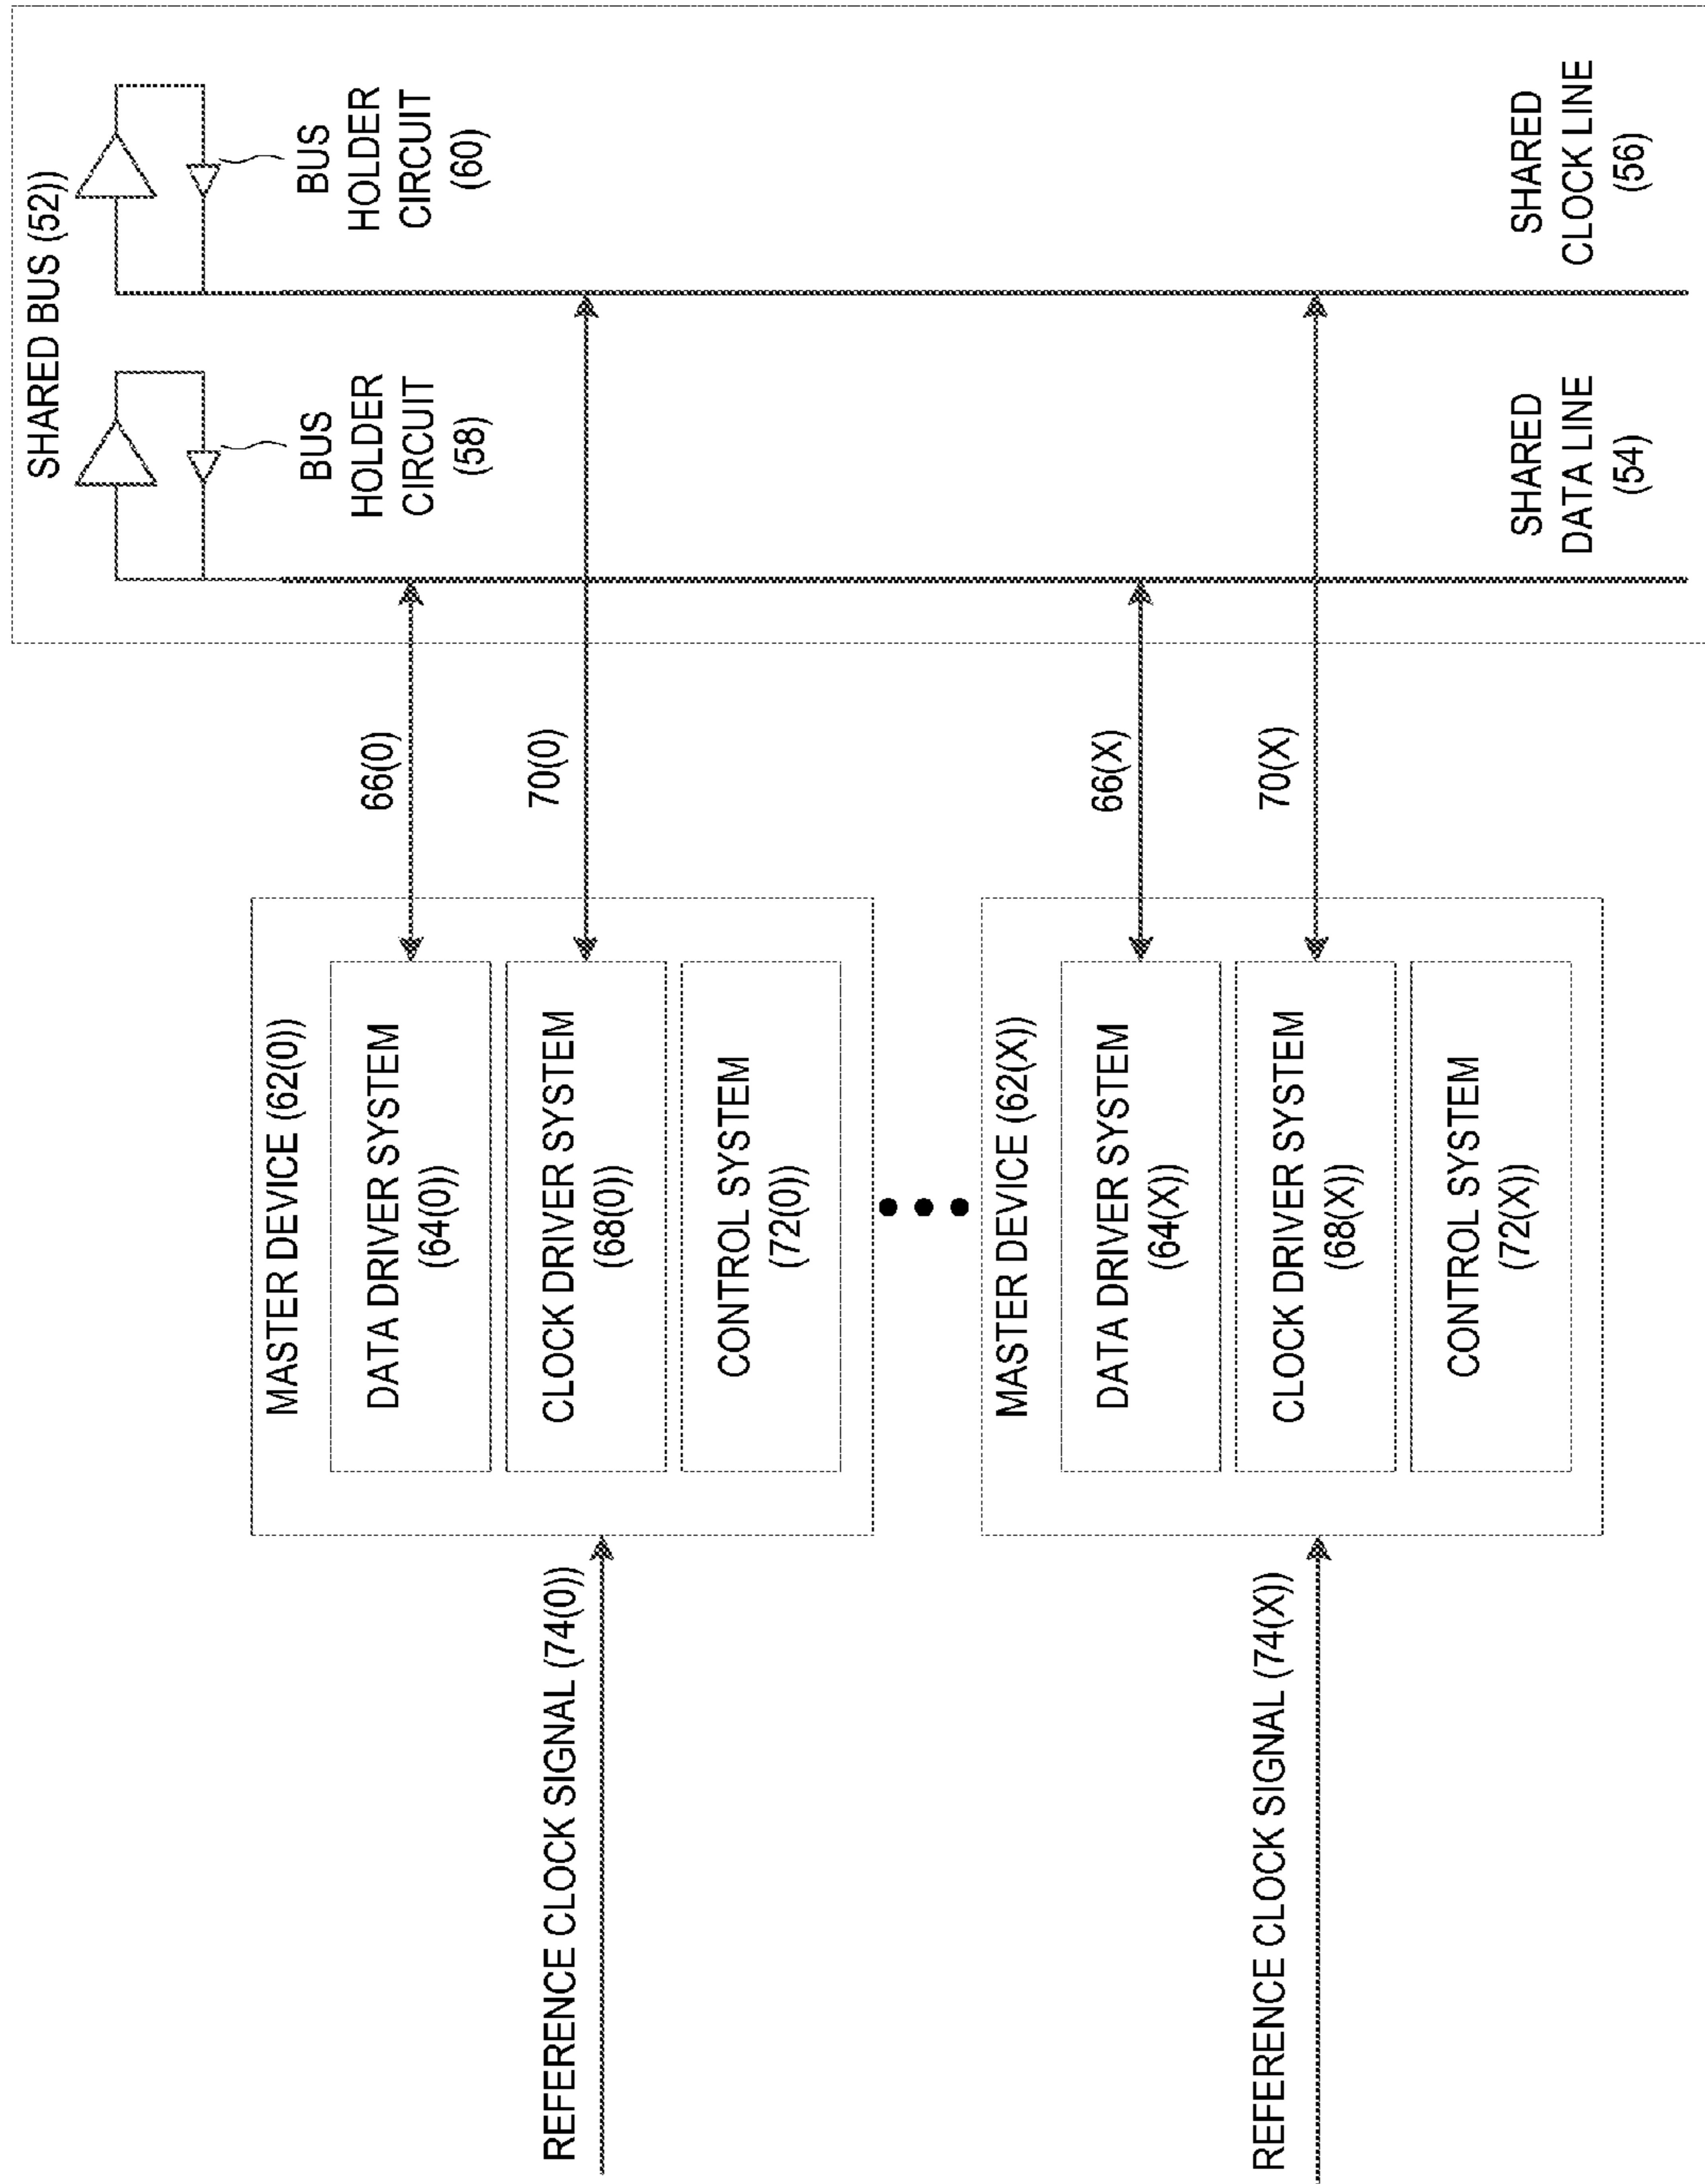 SHARED BUS (52))
BUS
HOLDER
CIRCUIT
(58)
BUS
HOLDER
CIRCUIT
(60)
REFERENCE CLOCK SIGNAL (74(0))
MASTER DEVICE (62(0))
DATA DRIVER SYSTEM
(64(0))
CLOCK DRIVER SYSTEM
(68(0))
CONTROL SYSTEM
(72(0))
66(0)
70(0)
REFERENCE CLOCK SIGNAL (74(X))
MASTER DEVICE (62(X))
DATA DRIVER SYSTEM
(64(X))
CLOCK DRIVER SYSTEM
(68(X))
CONTROL SYSTEM
(72(X))
66(X)
70(X)
SHARED
DATA LINE
(54)
SHARED
CLOCK LINE
(56)